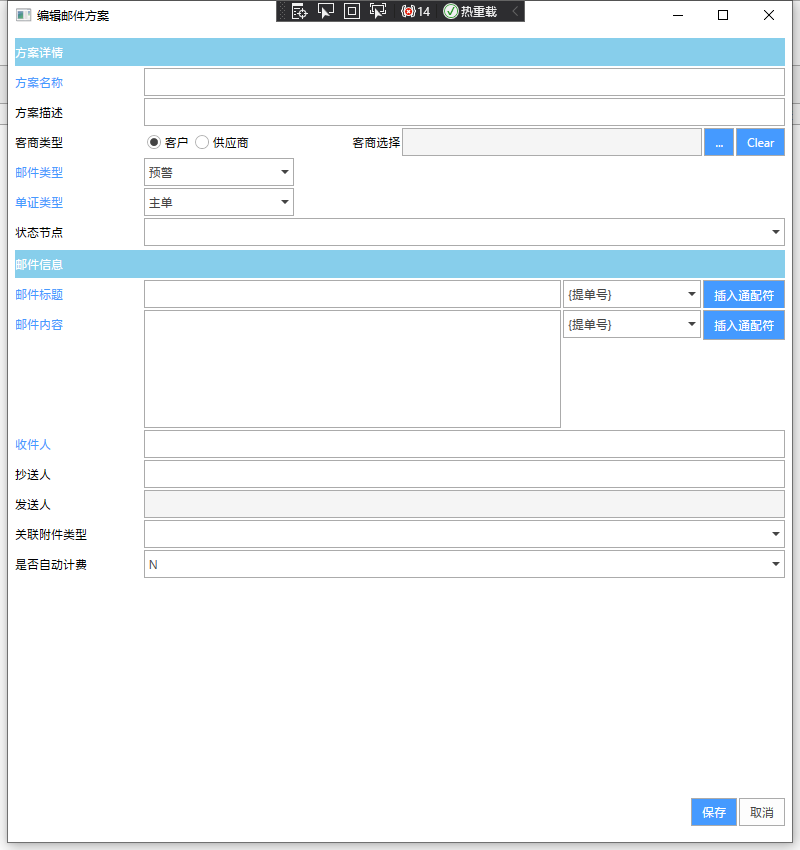 编辑邮件方案
14 热重载
方案详情
方案名称
方案描述
客商类型 客户 供应商 客商选择 ... Clear
邮件类型 预警
单证类型 主单
状态节点
邮件信息
邮件标题 {提单号} 插入通配符
邮件内容 {提单号} 插入通配符
收件人
抄送人
发送人
关联附件类型
是否自动计费 N
保存 取消